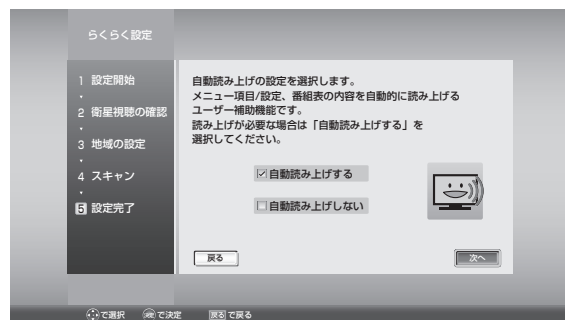 らくらく設定
1 設定開始
2 衛星視聴の確認
3 地域の設定
4 スキャン
5 設定完了
自動読み上げの設定を選択します。
メニュー項目/設定、番組表の内容を自動的に読み上げる
ユーザー補助機能です。
読み上げが必要な場合は「自動読み上げする」を
選択してください。
自動読み上げする
自動読み上げしない
戻る
次へ
で選択 決定 で決定 戻る で戻る